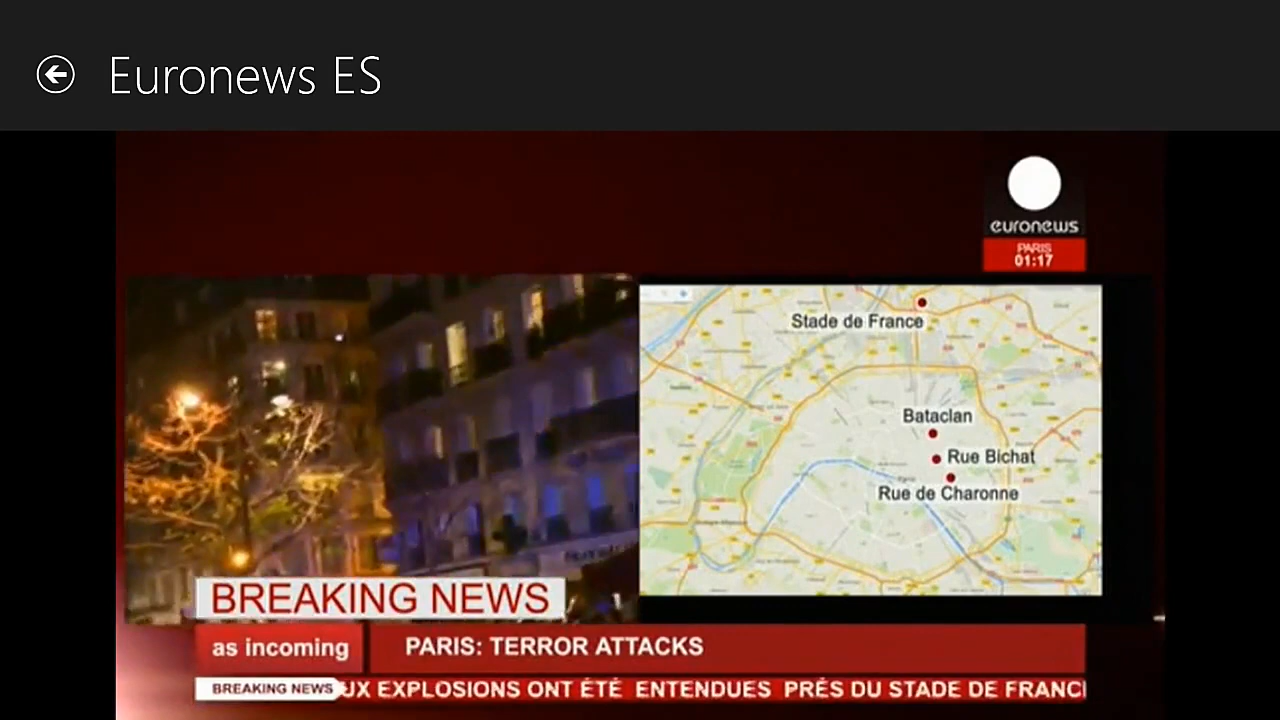 Euronews ES
euronews
PARIS
01:17
Stade de France
Bataclan
Rue Bichat
Rue de Charonne
BREAKING NEWS
as incoming
PARIS: TERROR ATTACKS
BREAKING NEWS
UX EXPLOSIONS ONT ÉTÉ ENTENDUES PRÉS DU STADE DE FRANC